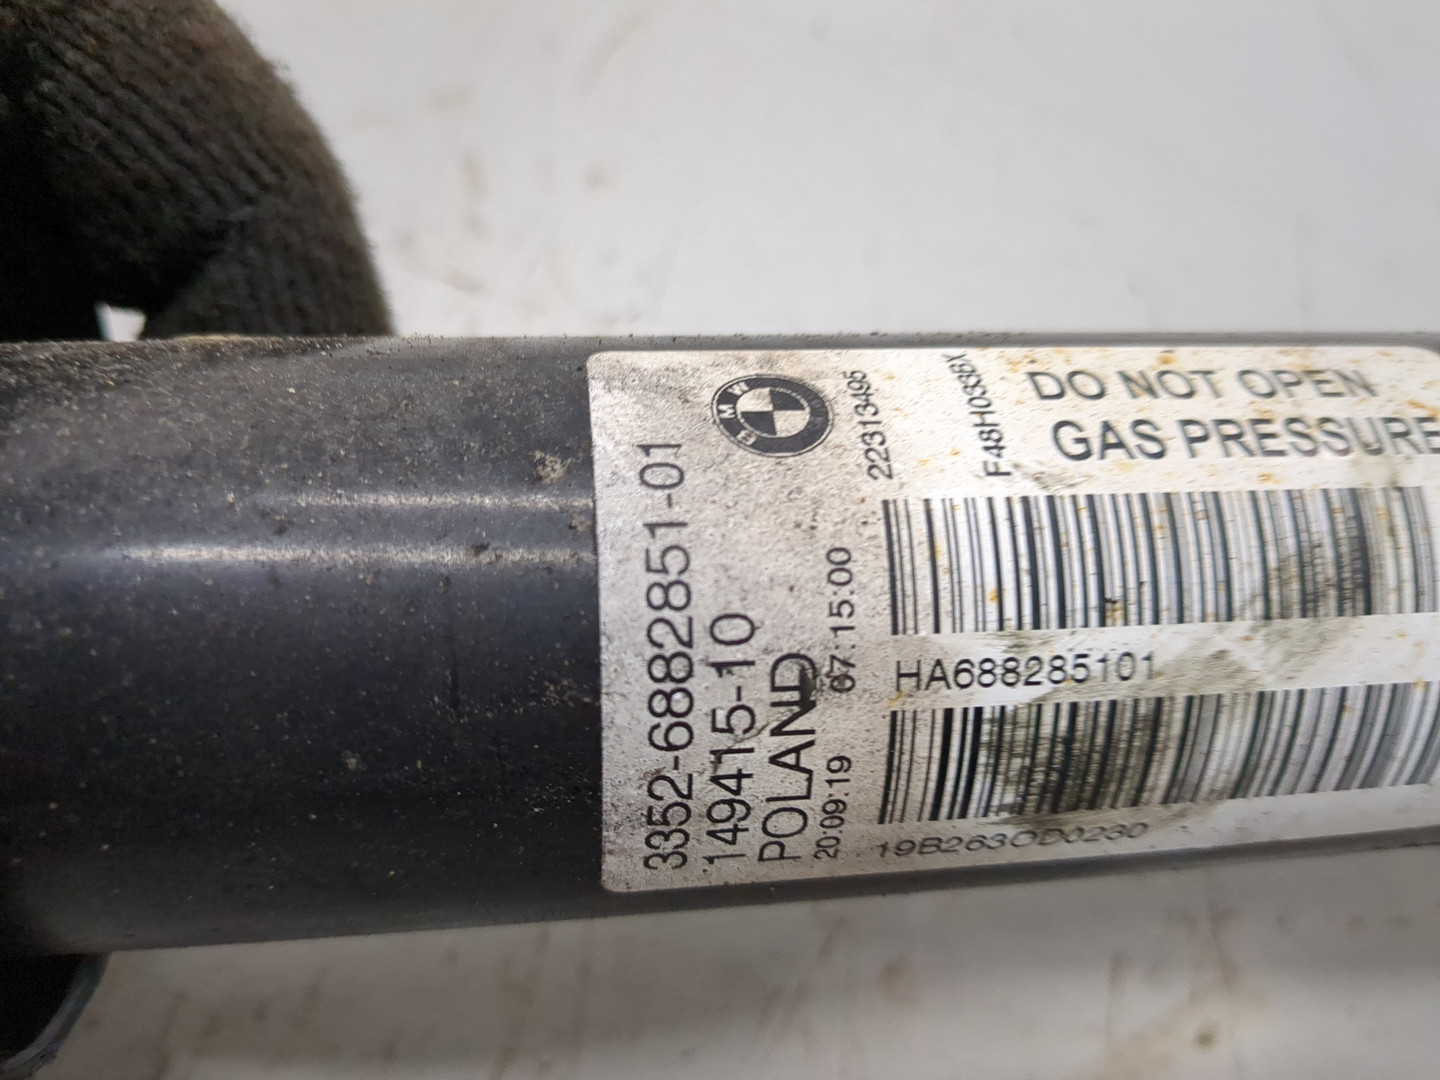 3352-6882851-01
149415-10
POLAND
20:09:19 07:15:00
BMW
22313495
F48H033BX
DO NOT OPEN
GAS PRESSURE
HA688285101
19B263OD0230